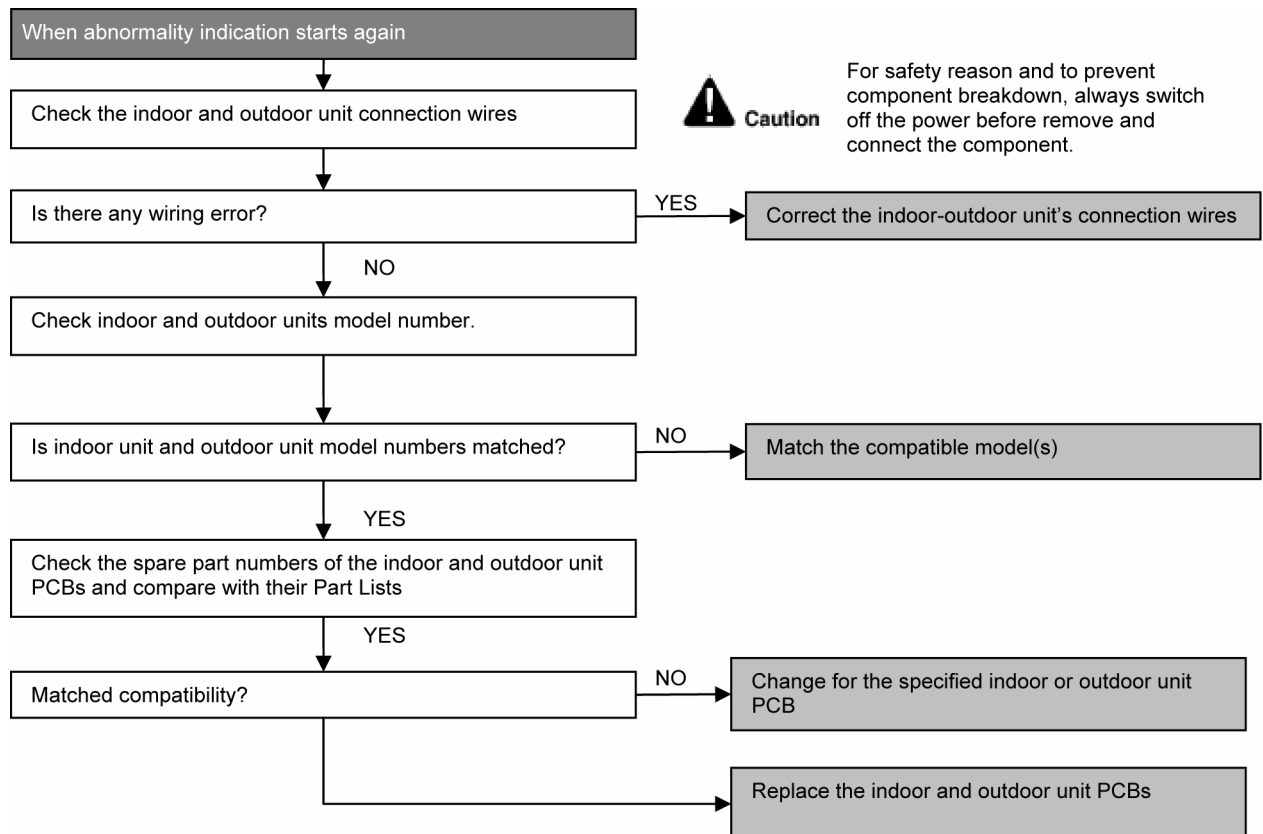 When abnormality indication starts again
Caution
For safety reason and to prevent
component breakdown, always switch
off the power before remove and
connect the component.
Check the indoor and outdoor unit connection wires
Is there any wiring error?
YES
Correct the indoor-outdoor unit's connection wires
NO
Check indoor and outdoor units model number.
Is indoor unit and outdoor unit model numbers matched?
NO
Match the compatible model(s)
YES
Check the spare part numbers of the indoor and outdoor unit
PCBs and compare with their Part Lists
YES
Matched compatibility?
NO
Change for the specified indoor or outdoor unit
PCB
Replace the indoor and outdoor unit PCBs